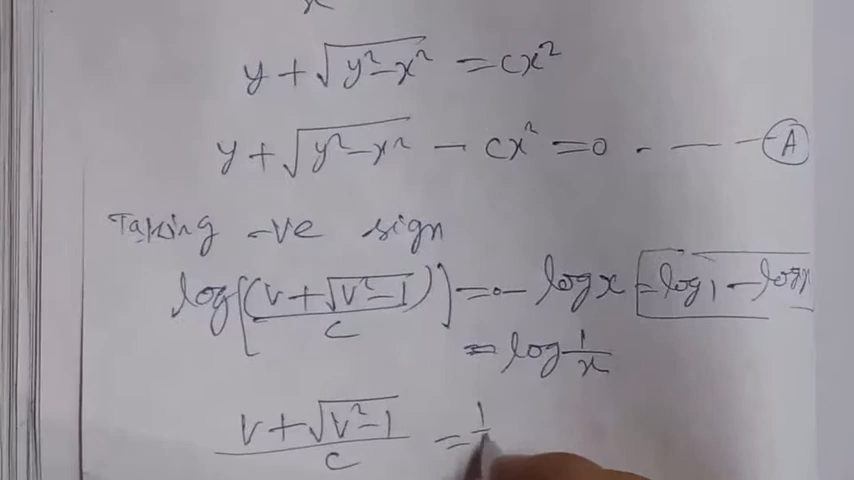 x
y + √(y² - x²) = cx²
y + √(y² - x²) - cx² = 0 - — — (A)
Taking -ve sign
log[(v + √(v² - 1))/c] = 0 - log x = log 1 - log x
= log 1/x
(v + √(v² - 1))/c = 1